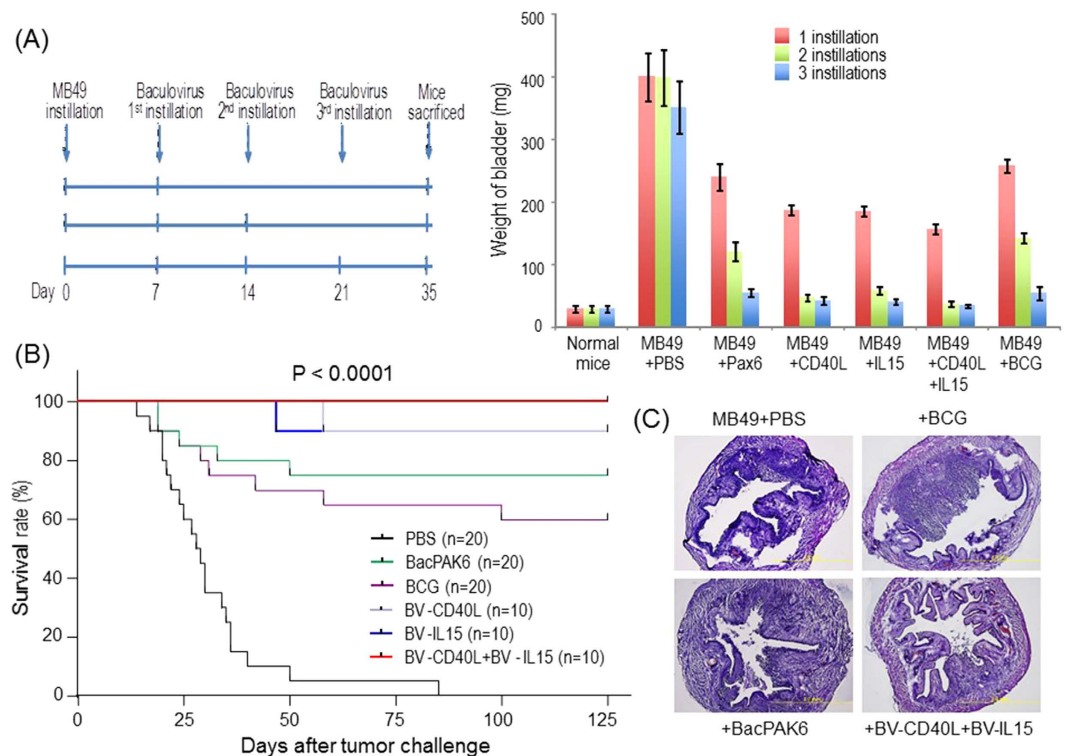 (A)
MB49
instillation
Baculovirus
1st instillation
Baculovirus
2nd instillation
Baculovirus
3rd instillation
Mice
sacrificed
Day 0 7 14 21 35
Weight of bladder (mg)
500
400
300
200
100
0
1 instillation
2 instillations
3 instillations
Normal
mice
MB49
+PBS
MB49
+Pax6
MB49
+CD40L
MB49
+IL15
MB49
+CD40L
+IL15
MB49
+BCG
(B)
P < 0.0001
Survival rate (%)
100
80
60
40
20
0
PBS (n=20)
BacPAK6 (n=20)
BCG (n=20)
BV-CD40L (n=10)
BV-IL15 (n=10)
BV-CD40L+BV-IL15 (n=10)
0 25 50 75 100 125
Days after tumor challenge
(C)
MB49+PBS
+BCG
+BacPAK6
+BV-CD40L+BV-IL15